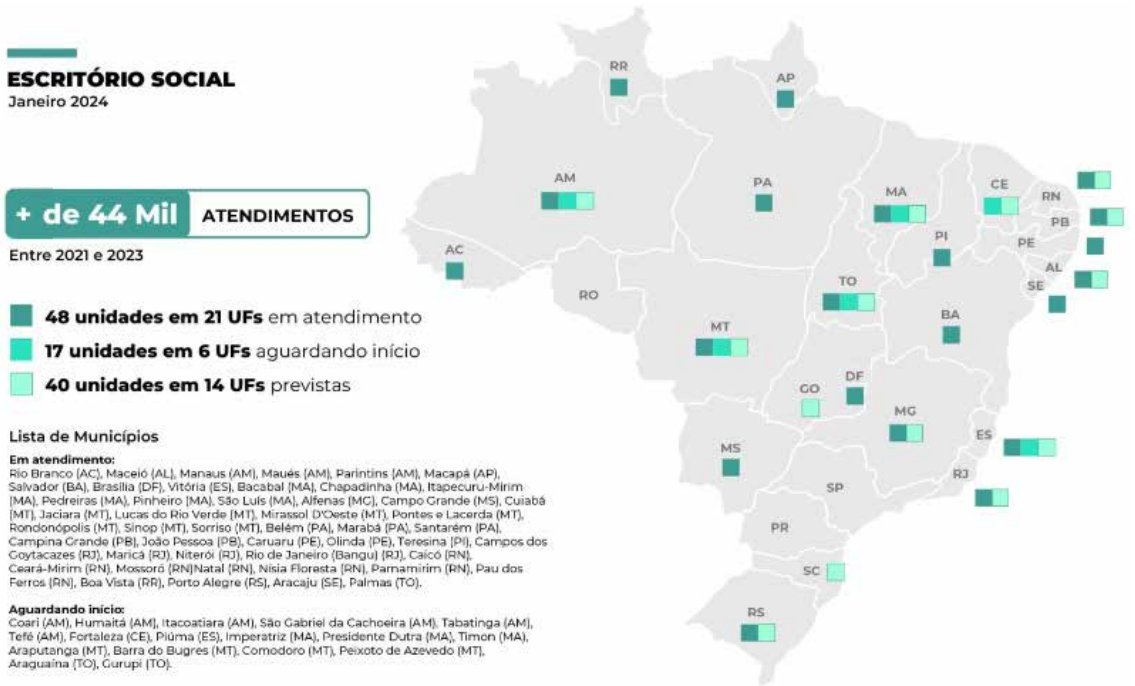 ESCRITÓRIO SOCIAL
Janeiro 2024
+ de 44 Mil ATENDIMENTOS
Entre 2021 e 2023
48 unidades em 21 UFs em atendimento
17 unidades em 6 UFs aguardando início
40 unidades em 14 UFs previstas
Lista de Municípios
Em atendimento:
Rio Branco (AC), Maceió (AL), Manaus (AM), Maués (AM), Parintins (AM), Macapá (AP),
Salvador (BA), Brasília (DF), Vitória (ES), Bacabal (MA), Chapadinha (MA), Itapecuru-Mirim
(MA), Pedreiras (MA), Pinheiro (MA), São Luís (MA), Alfenas (MG), Campo Grande (MS), Cuiabá
(MT), Jaciara (MT), Lucas do Rio Verde (MT), Mirassol D'Oeste (MT), Pontes e Lacerda (MT),
Rondonópolis (MT), Sinop (MT), Sorriso (MT), Belém (PA), Marabá (PA), Santarém (PA),
Campina Grande (PB), João Pessoa (PB), Caruaru (PE), Olinda (PE), Teresina (PI), Campos dos
Goytacazes (RJ), Maricá (RJ), Niterói (RJ), Rio de Janeiro (Bangu) (RJ), Caicó (RN),
Ceará-Mirim (RN), Mossoró (RN)Natal (RN), Nísia Floresta (RN), Parnamirim (RN), Pau dos
Ferros (RN), Boa Vista (RR), Porto Alegre (RS), Aracaju (SE), Palmas (TO).
Aguardando início:
Coari (AM), Humaitá (AM), Itacoatiara (AM), São Gabriel da Cachoeira (AM), Tabatinga (AM),
Tefé (AM), Fortaleza (CE), Piúma (ES), Imperatriz (MA), Presidente Dutra (MA), Timon (MA),
Araputanga (MT), Barra do Bugres (MT), Comodoro (MT), Peixoto de Azevedo (MT),
Araguaína (TO), Gurupi (TO).
RR
AP
AM
PA
MA
CE
RN
PB
PI
PE
AC
AL
SE
RO
TO
BA
MT
DF
GO
MG
ES
MS
RJ
SP
PR
SC
RS